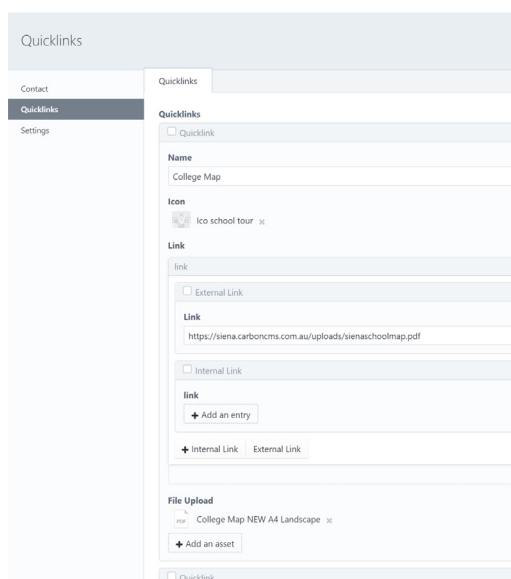 Quicklinks
Contact
Quicklinks
Settings
Quicklinks
Quicklinks
Quicklink
Name
College Map
Icon
Ico school tour
Link
link
External Link
Link
https://siena.carboncms.com.au/uploads/sienaschoolmap.pdf
Internal Link
link
Add an entry
Internal Link External Link
File Upload
PDF College Map NEW A4 Landscape
Add an asset
Quicklink